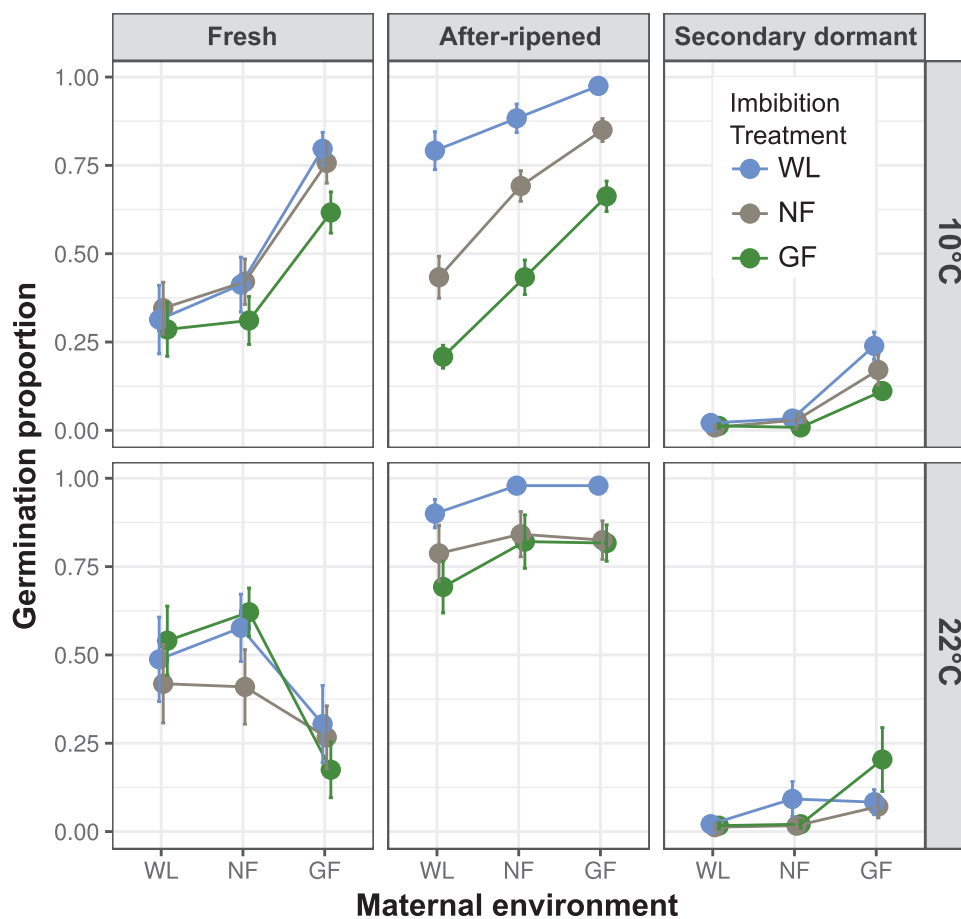 Fresh
After-ripened
Secondary dormant
Germination proportion
1.00
0.75
0.50
0.25
0.00
Imbibition
Treatment
WL
NF
GF
10°C
1.00
0.75
0.50
0.25
0.00
22°C
WL
NF
GF
WL
NF
GF
WL
NF
GF
Maternal environment